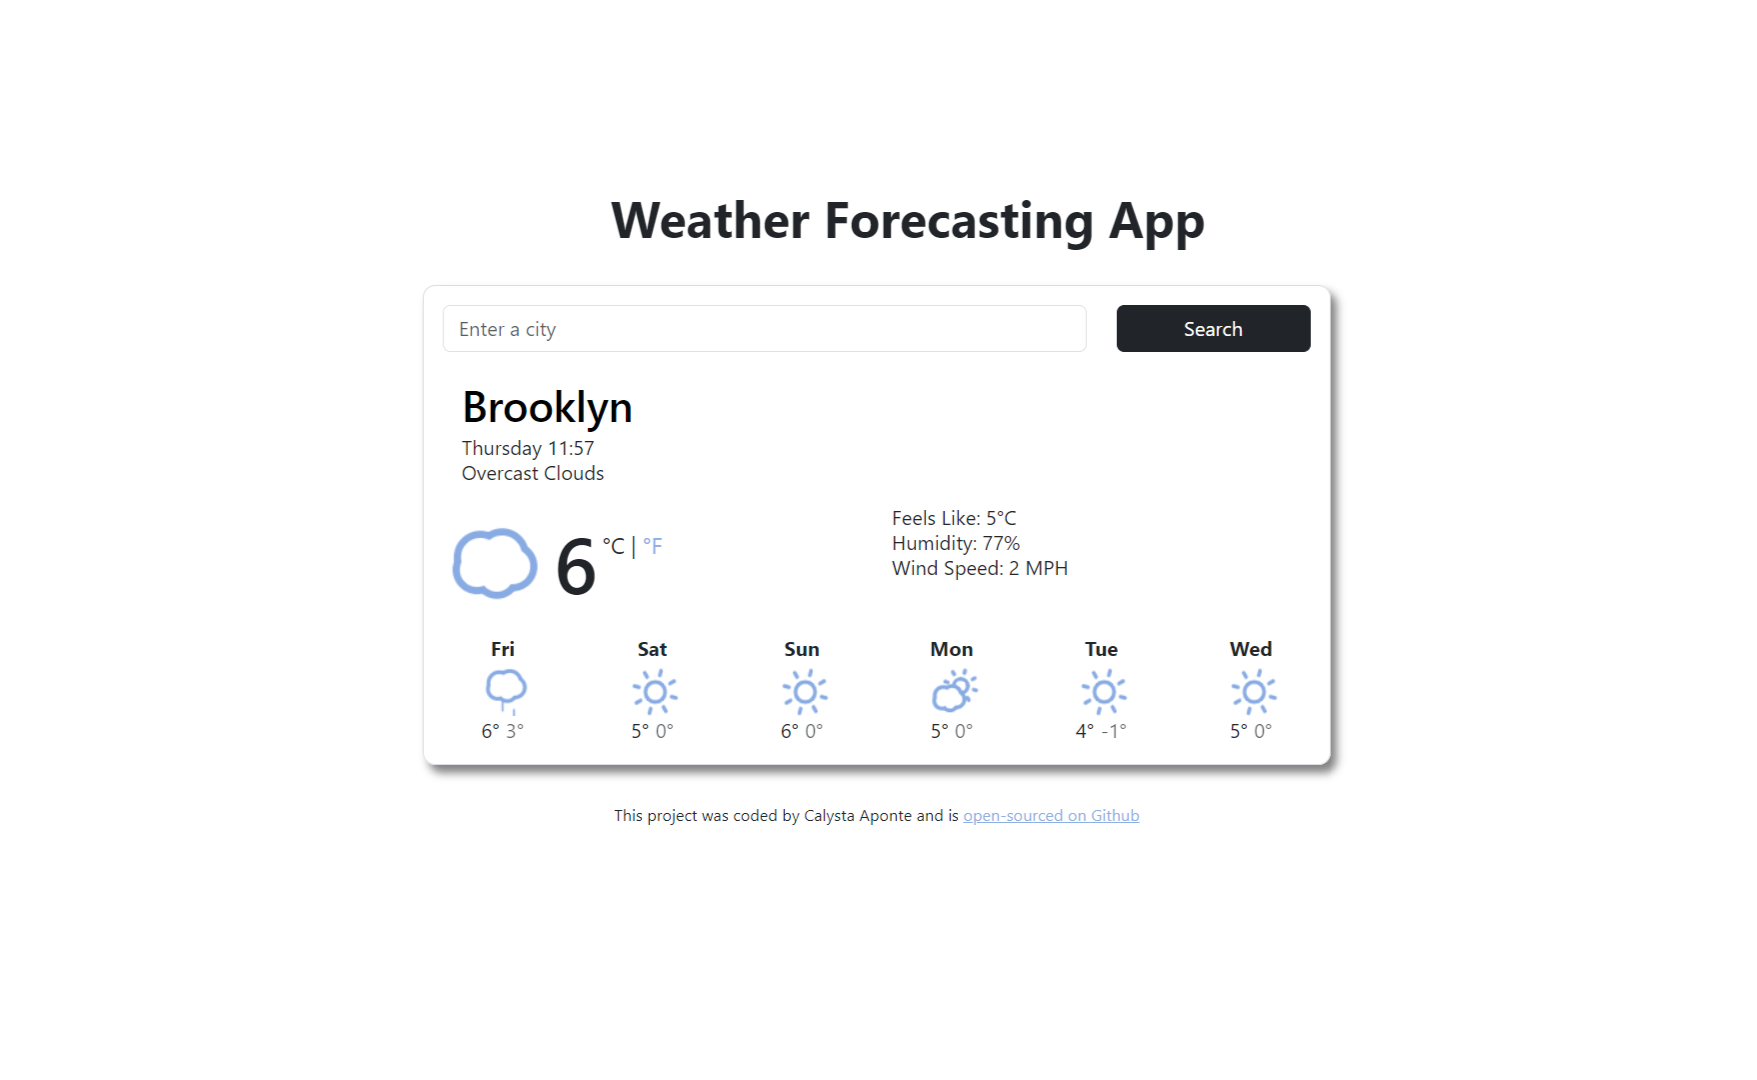 Weather Forecasting App
Enter a city
Search
Brooklyn
Thursday 11:57
Overcast Clouds
6 °C | °F
Feels Like: 5°C
Humidity: 77%
Wind Speed: 2 MPH
Fri Sat Sun Mon Tue Wed
6° 3° 5° 0° 6° 0° 5° 0° 4° -1° 5° 0°
This project was coded by Calysta Aponte and is open-sourced on Github